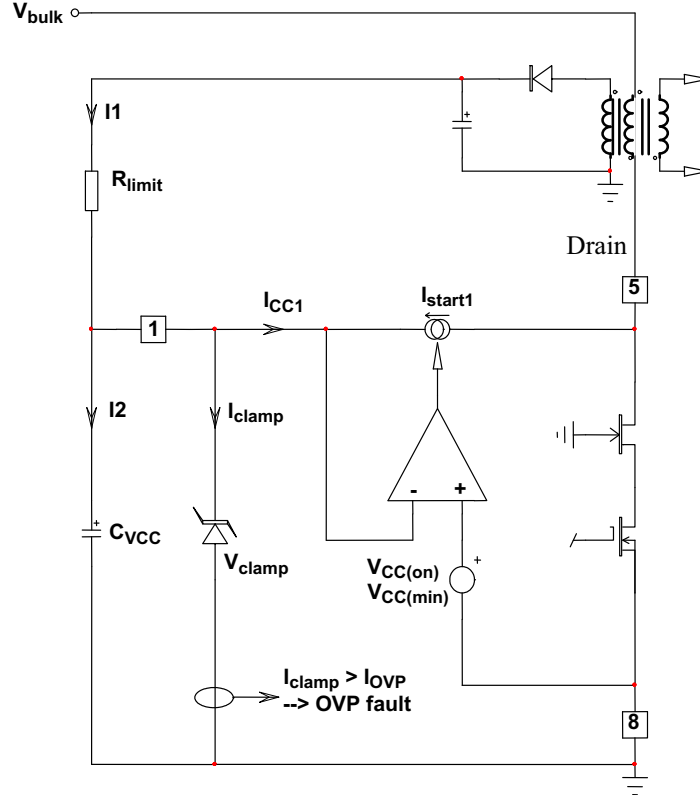 Vbulk
I1
Rlimit
Drain
ICC1
Istart1
5
1
I2
Iclamp
- +
CVCC
Vclamp
VCC(on)
VCC(min)
Iclamp > IOVP
--> OVP fault
8